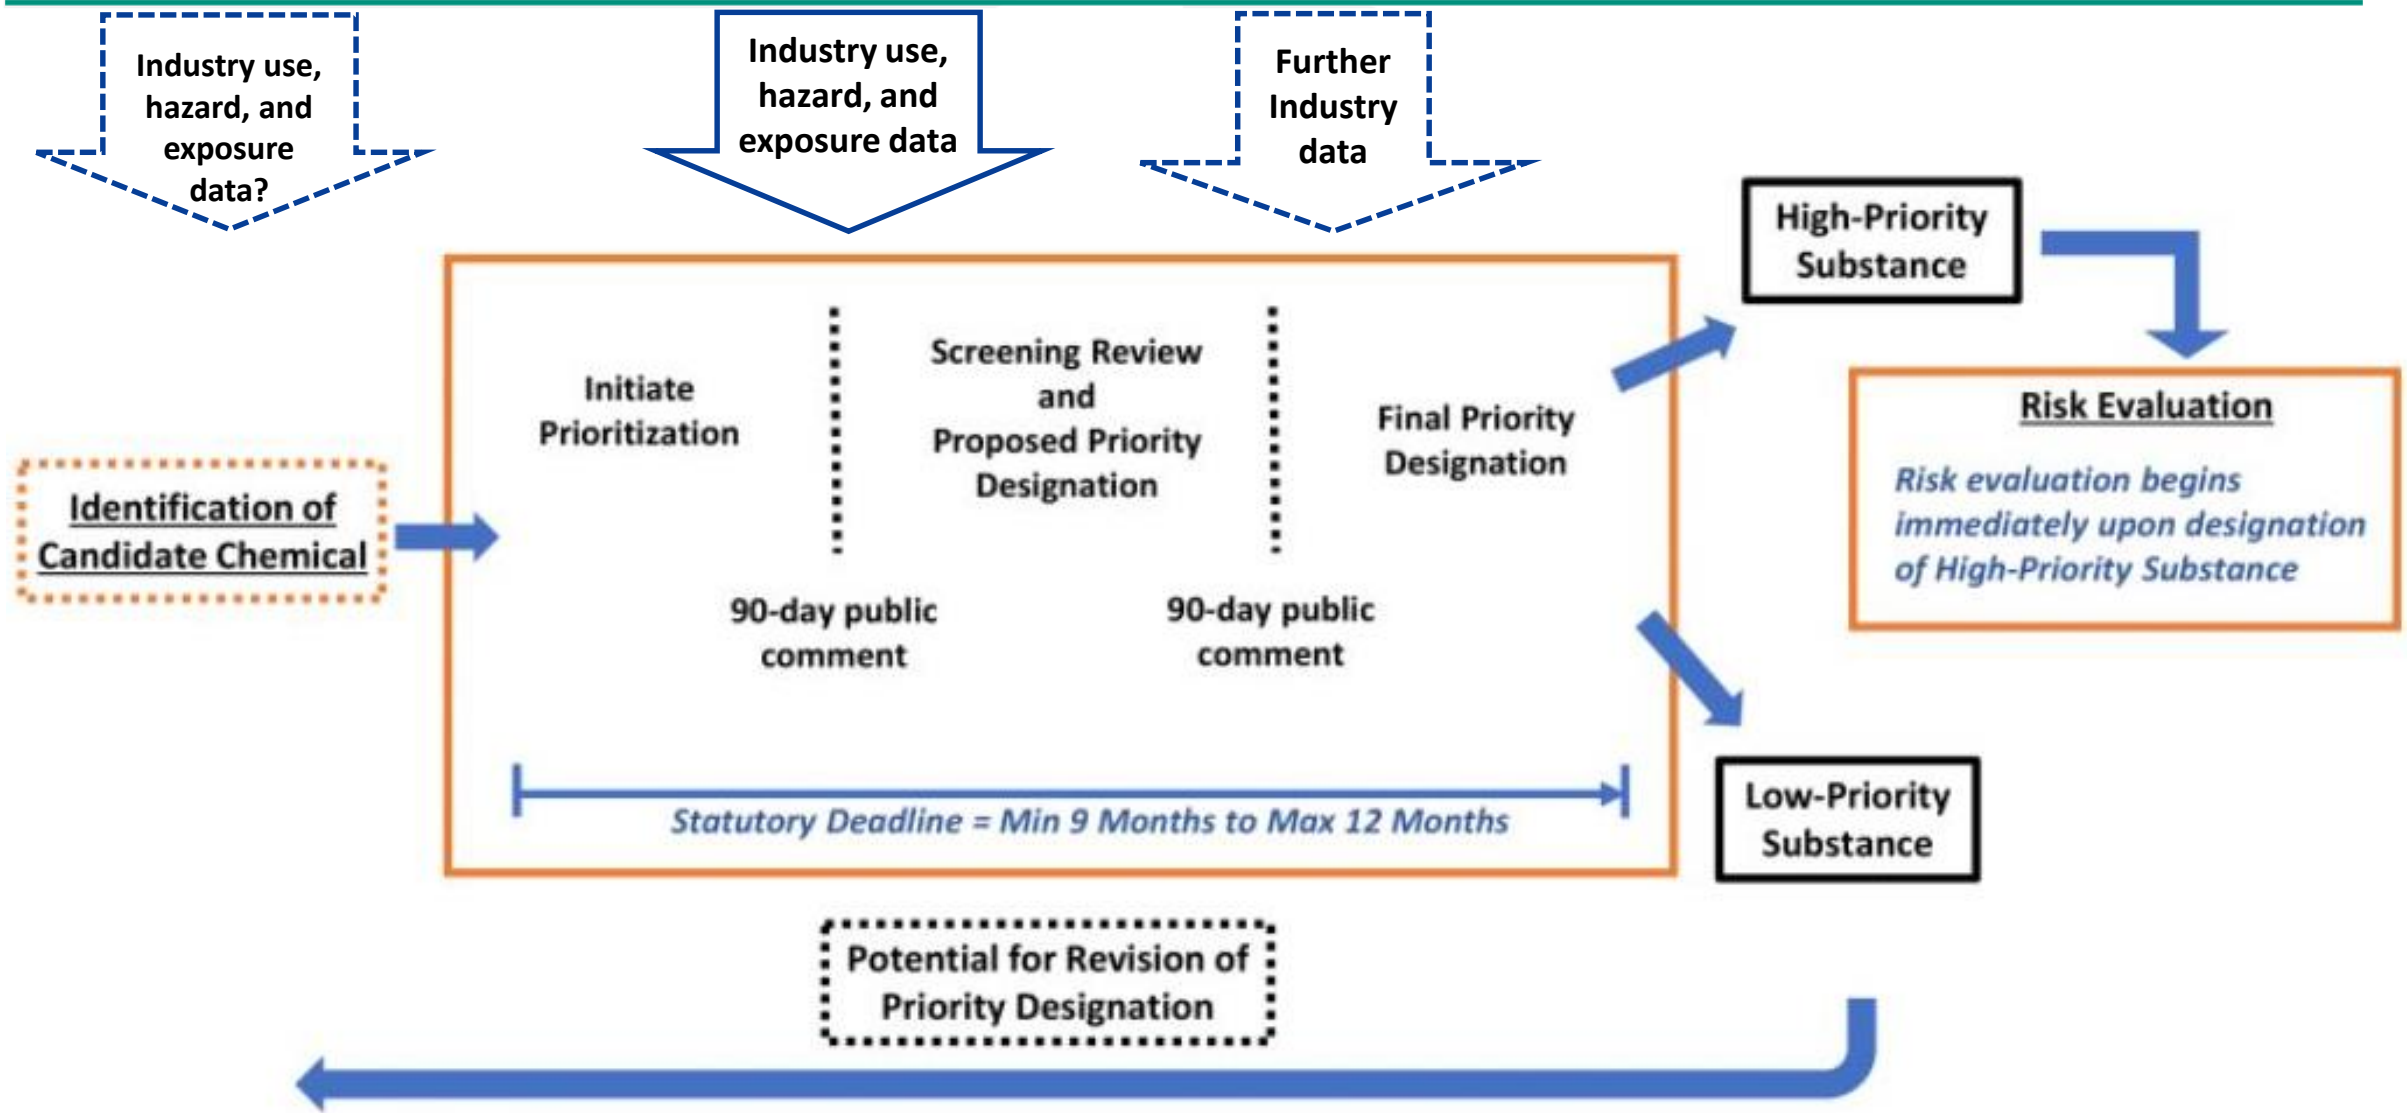 Industry use,
hazard, and
exposure
data?
Industry use,
hazard, and
exposure data
Further
Industry
data
Identification of
Candidate Chemical
Initiate
Prioritization
90-day public
comment
Screening Review
and
Proposed Priority
Designation
90-day public
comment
Final Priority
Designation
Statutory Deadline = Min 9 Months to Max 12 Months
High-Priority
Substance
Risk Evaluation
Risk evaluation begins
immediately upon designation
of High-Priority Substance
Low-Priority
Substance
Potential for Revision of
Priority Designation